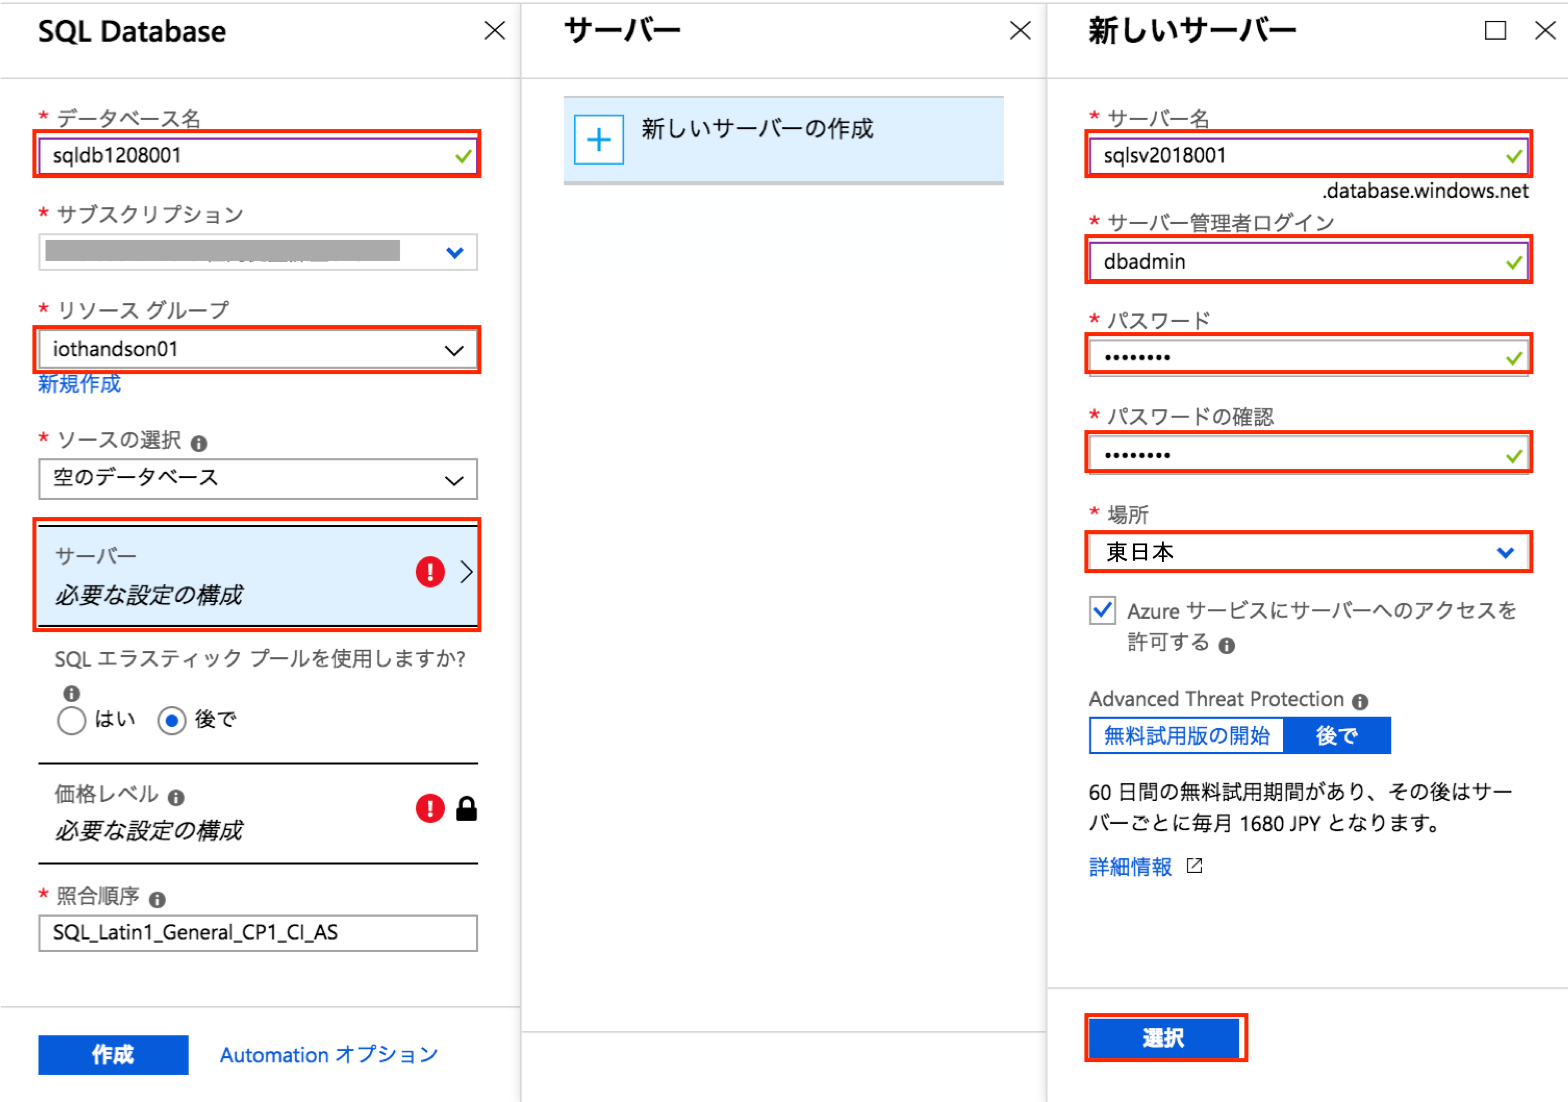 SQL Database
* データベース名
sqldb1208001
* サブスクリプション
* リソース グループ
iothandson01
新規作成
* ソースの選択
空のデータベース
サーバー
必要な設定の構成
SQL エラスティック プールを使用しますか?
はい 後で
価格レベル
必要な設定の構成
* 照合順序
SQL_Latin1_General_CP1_CI_AS
作成 Automation オプション
サーバー
新しいサーバーの作成
新しいサーバー
* サーバー名
sqlsv2018001
.database.windows.net
* サーバー管理者ログイン
dbadmin
* パスワード
••••••••
* パスワードの確認
••••••••
* 場所
東日本
Azure サービスにサーバーへのアクセスを
許可する
Advanced Threat Protection
無料試用版の開始 後で
60 日間の無料試用期間があり、その後はサー
バーごとに毎月 1680 JPY となります。
詳細情報
選択